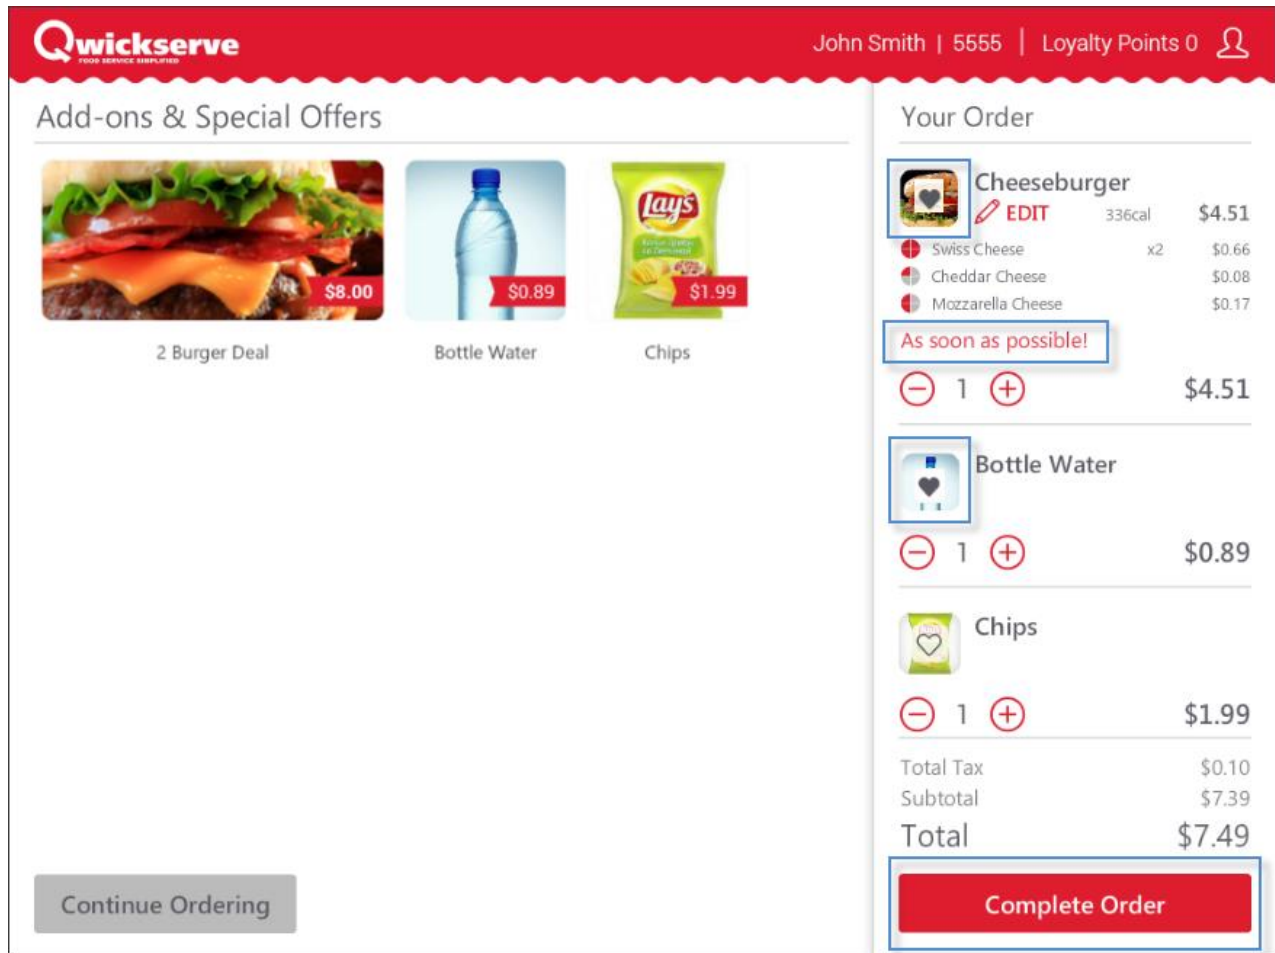 Qwickserve
FOOD SERVICE SIMPLIFIED
John Smith | 5555 | Loyalty Points 0
Add-ons & Special Offers
$8.00
$0.89
Lay's
$1.99
2 Burger Deal
Bottle Water
Chips
Continue Ordering
Your Order
Cheeseburger
EDIT 336cal $4.51
Swiss Cheese x2 $0.66
Cheddar Cheese $0.08
Mozzarella Cheese $0.17
As soon as possible!
1 $4.51
Bottle Water
1 $0.89
Chips
1 $1.99
Total Tax $0.10
Subtotal $7.39
Total $7.49
Complete Order